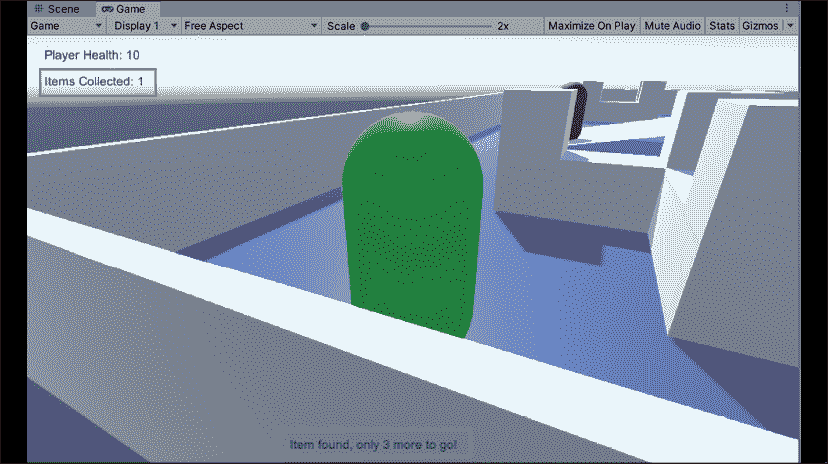 Scene Game
Game Display 1 Free Aspect Scale 2x Maximize On Play Mute Audio Stats Gizmos
Player Health: 10
Items Collected: 1
Item found, only 3 more to go!